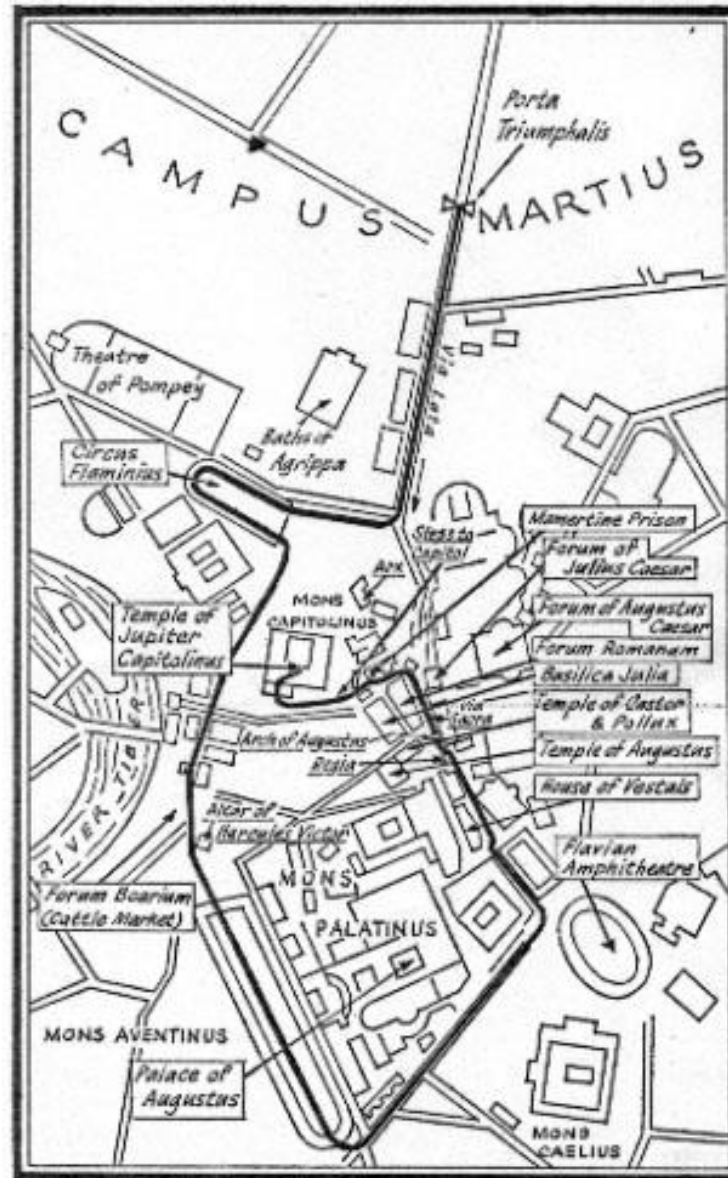 CAMPUS
MARTIUS
Porta
Triumphalis
VIA LATA
Theatre
of Pompey
Baths of
Agrippa
Circus
Flaminius
Steps to
Capitol
Mamertine Prison
Arx
Forum of
Julius Caesar
MONS
CAPITOLINUS
Forum of Augustus
Caesar
Temple of
Jupiter
Capitolinus
Forum Romanum
Basilica Julia
Via
Sacra
Temple of Castor
& Pollux
Arch of Augustus
Regia
Temple of Augustus
House of Vestals
RIVER TIBER
Altar of
Hercules Victor
Flavian
Amphitheatre
MONS
PALATINUS
Forum Boarium
(Cattle Market)
MONS AVENTINUS
Palace of
Augustus
MONS
CAELIUS